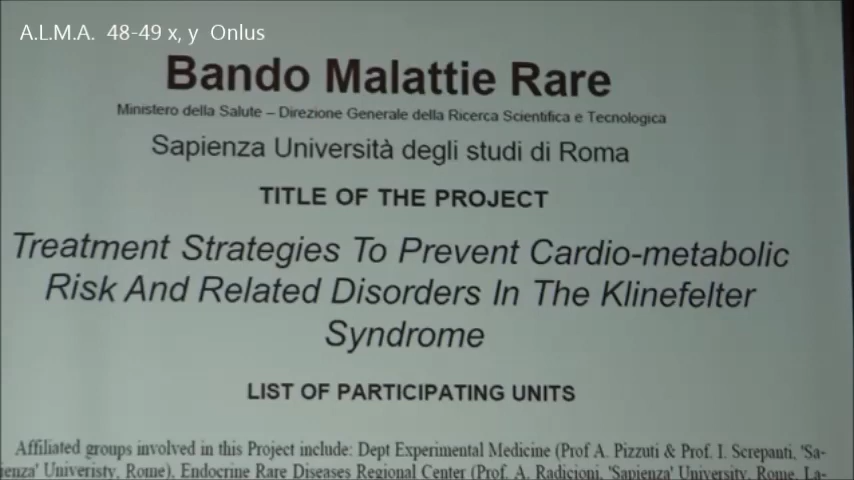 A.L.M.A. 48-49 x, y Onlus
Bando Malattie Rare
Ministero della Salute – Direzione Generale della Ricerca Scientifica e Tecnologica
Sapienza Università degli studi di Roma
TITLE OF THE PROJECT
Treatment Strategies To Prevent Cardio-metabolic
Risk And Related Disorders In The Klinefelter
Syndrome
LIST OF PARTICIPATING UNITS
Affiliated groups involved in this Project include: Dept Experimental Medicine (Prof A. Pizzuti & Prof. I. Screpanti, 'Sa-
ienza' Univeristy, Rome), Endocrine Rare Diseases Regional Center (Prof. A. Radicioni, 'Sapienza' University, Rome, La-